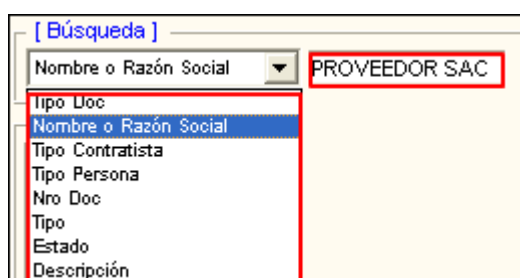 [ Búsqueda ]
Nombre o Razón Social PROVEEDOR SAC
Tipo Doc
Nombre o Razón Social
Tipo Contratista
Tipo Persona
Nro Doc
Tipo
Estado
Descripción